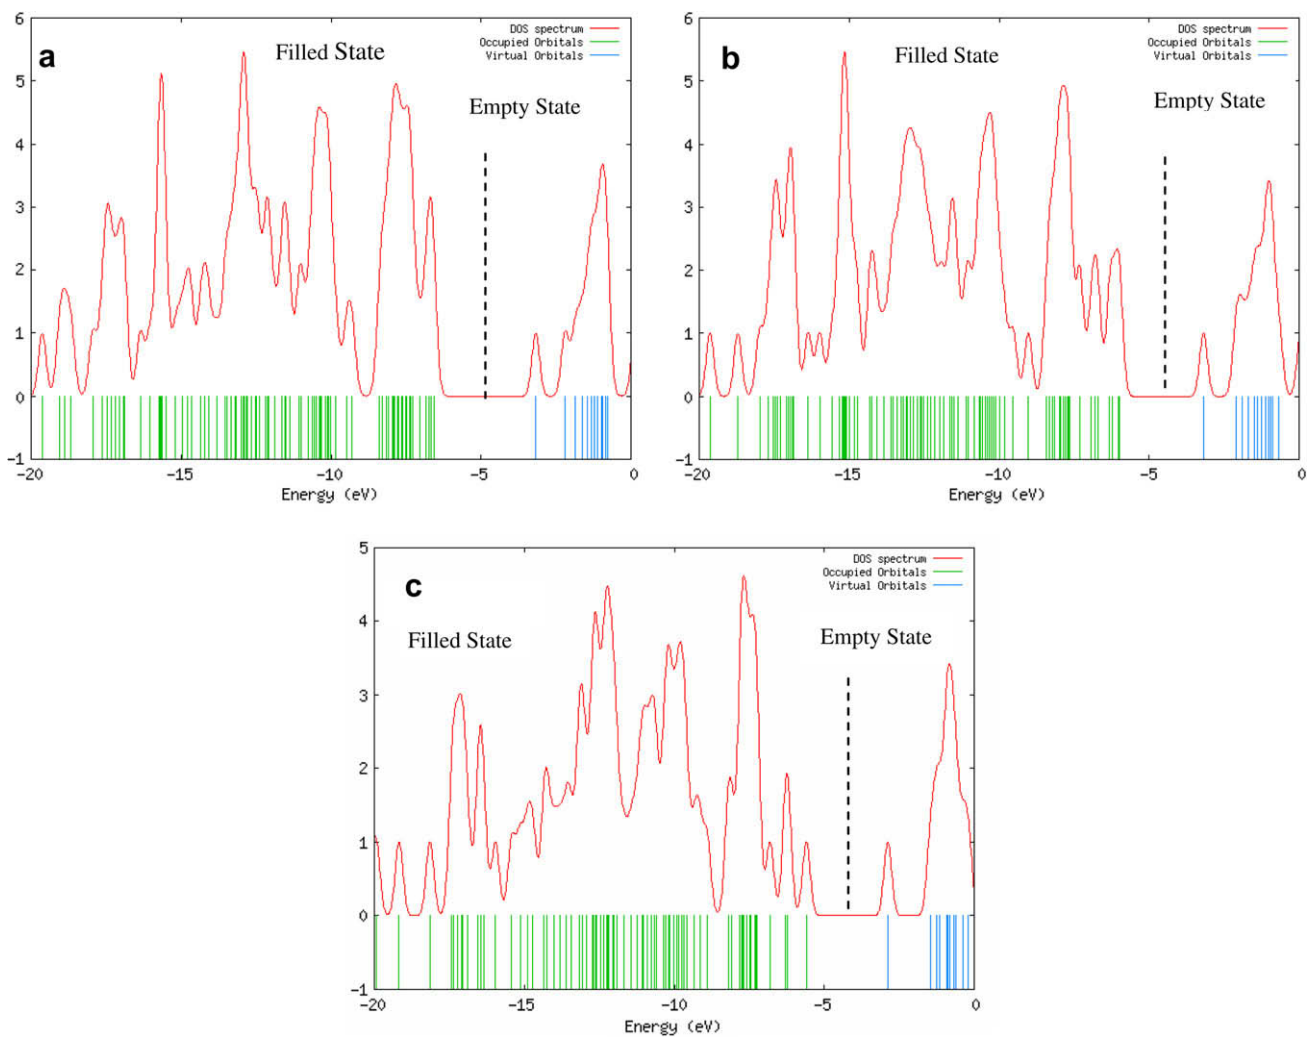 6
a
Filled State
DOS spectrum
Occupied Orbitals
Virtual Orbitals
5
Empty State
4
3
2
1
0
-1
-20
-15
-10
-5
0
Energy (eV)
6
b
Filled State
DOS spectrum
Occupied Orbitals
Virtual Orbitals
5
Empty State
4
3
2
1
0
-1
-20
-15
-10
-5
0
Energy (eV)
5
c
DOS spectrum
Occupied Orbitals
Virtual Orbitals
Filled State
Empty State
4
3
2
1
0
-1
-20
-15
-10
-5
0
Energy (eV)